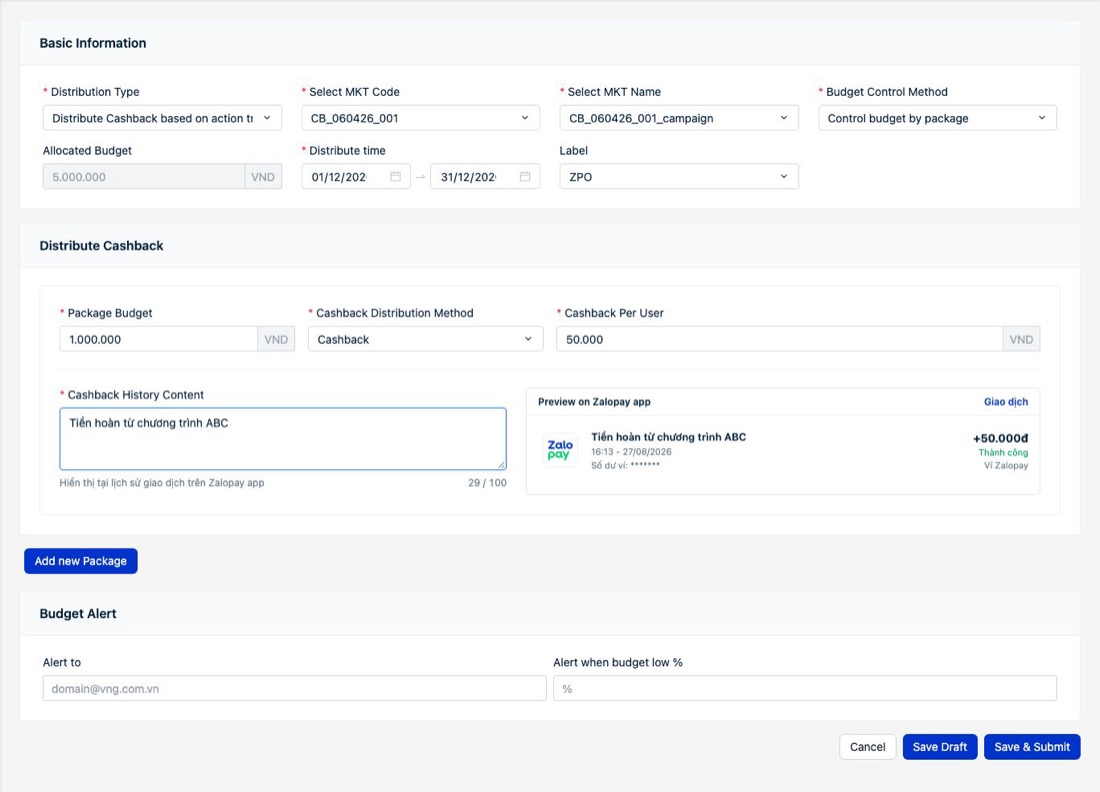 Basic Information
* Distribution Type
* Select MKT Code
* Select MKT Name
* Budget Control Method
Distribute Cashback based on action tr
CB_060426_001
CB_060426_001_campaign
Control budget by package
Allocated Budget
* Distribute time
Label
5.000.000 VND
01/12/202
31/12/202
ZPO
Distribute Cashback
* Package Budget
* Cashback Distribution Method
* Cashback Per User
1.000.000 VND
Cashback
50.000 VND
* Cashback History Content
Tiền hoàn từ chương trình ABC
Hiển thị tại lịch sử giao dịch trên Zalopay app
29 / 100
Preview on Zalopay app
Giao dịch
Zalo
pay
Tiền hoàn từ chương trình ABC
+50.000đ
16:13 - 27/08/2026
Thành công
Số dư ví: *******
Ví Zalopay
Add new Package
Budget Alert
Alert to
Alert when budget low %
domain@vng.com.vn
%
Cancel
Save Draft
Save & Submit